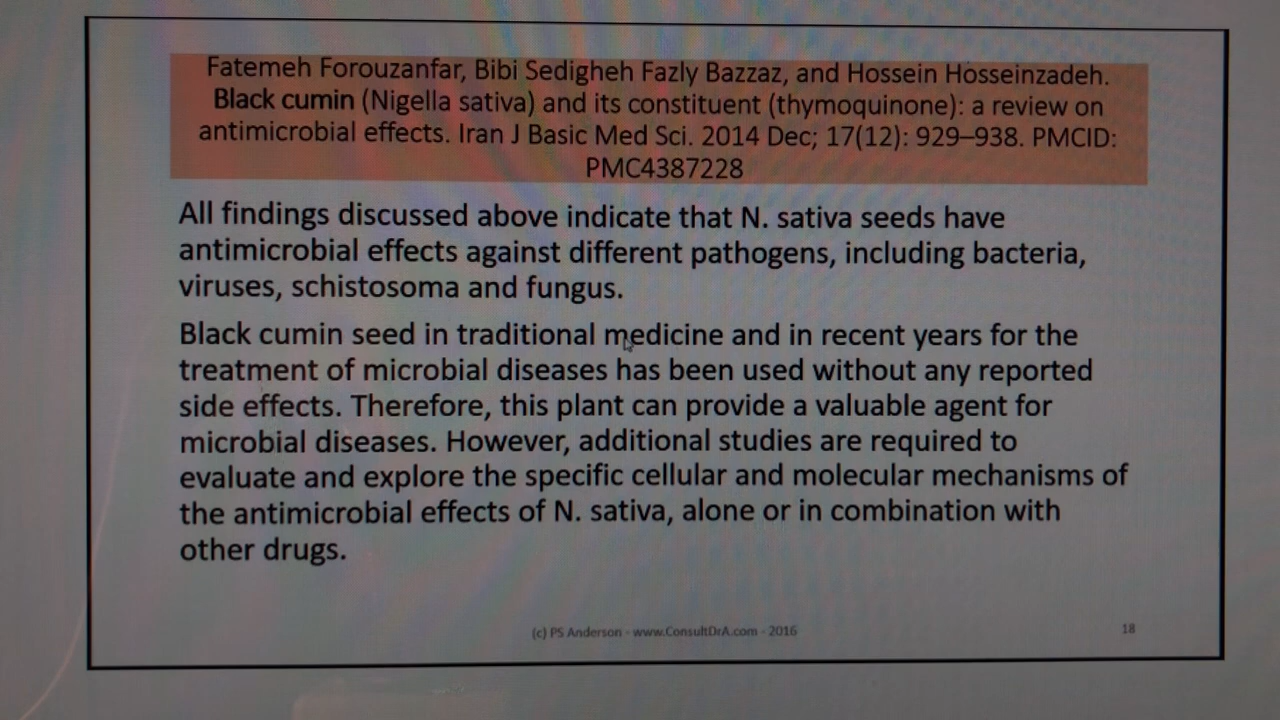 Fatemeh Forouzanfar, Bibi Sedigheh Fazly Bazzaz, and Hossein Hosseinzadeh.
Black cumin (Nigella sativa) and its constituent (thymoquinone): a review on
antimicrobial effects. Iran J Basic Med Sci. 2014 Dec; 17(12): 929–938. PMCID:
PMC4387228
All findings discussed above indicate that N. sativa seeds have
antimicrobial effects against different pathogens, including bacteria,
viruses, schistosoma and fungus.
Black cumin seed in traditional medicine and in recent years for the
treatment of microbial diseases has been used without any reported
side effects. Therefore, this plant can provide a valuable agent for
microbial diseases. However, additional studies are required to
evaluate and explore the specific cellular and molecular mechanisms of
the antimicrobial effects of N. sativa, alone or in combination with
other drugs.
(c) PS Anderson - www.ConsultDrA.com - 2016
18